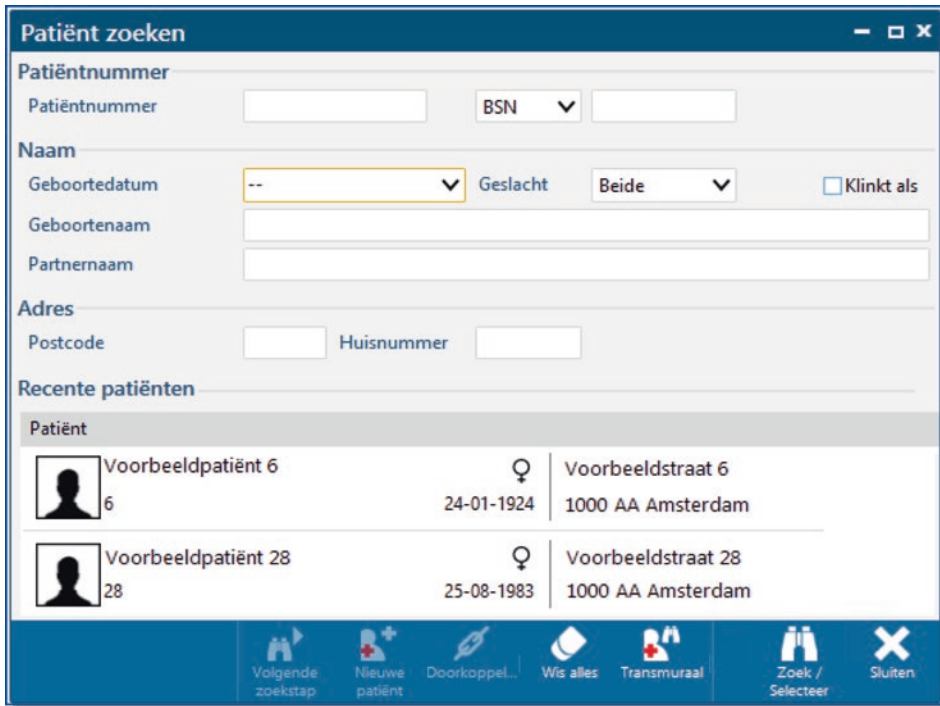 Patiënt zoeken
Patiëntnummer
Patiëntnummer BSN
Naam
Geboortedatum -- Geslacht Beide Klinkt als
Geboortenaam
Partnernaam
Adres
Postcode Huisnummer
Recente patiënten
Patiënt
Voorbeeldpatiënt 6 Voorbeeldstraat 6
6 24-01-1924 1000 AA Amsterdam
Voorbeeldpatiënt 28 Voorbeeldstraat 28
28 25-08-1983 1000 AA Amsterdam
Volgende zoekstap Nieuwe patiënt Doorkoppel... Wis alles Transmuraal Zoek / Selecteer Sluiten